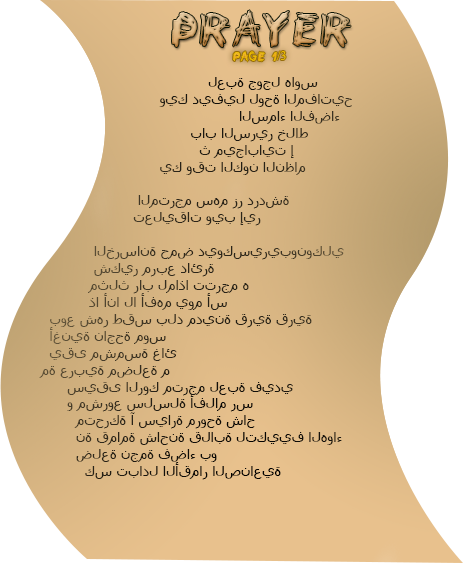 PRAYER
PAGE 18
لعبة جوجل هاوس
ويك ديفيل لوحة المفاتيح
السماء الفضاء
باب السرير خلاط
ث ميجابايت إ
يك وقت الكون النظام
المترجم سهم زر دردشة
تعليقات ويب إير
الخرسانة حمض ديوكسيريبونوكلي
شكير مربع دائرة
مثلث راب لماذا تترجم ه
ذا أنا لا أفهم يوم أس
بوع شهر طقس بلد مدينة قرية قرية
أغنية ناجحة موس
يقى مشمسة غائ
مة عربية مضلعة م
سيقى الروك مترجم لعبة فيدي
و مشروع سلسلة أفلام رس
متحركة ا سيارة مروحة شاح
نة قمامة شاحنة قلابة لتكييف الهواء
ضلعة نجمة فضاء بو
كس تبادل الأقمار الصناعية